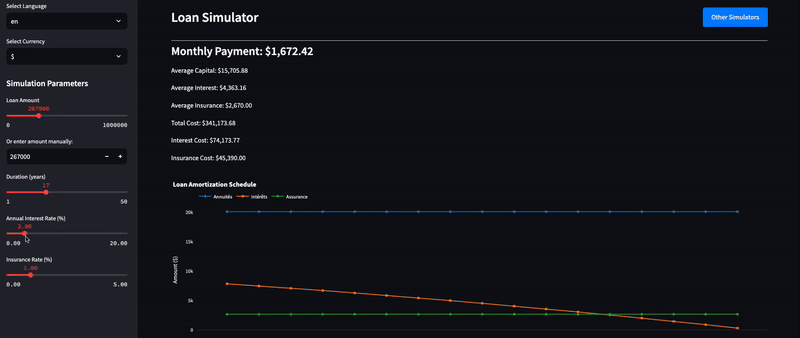 Select Language
en
Select Currency
$
Simulation Parameters
Loan Amount
267000
0 1000000
Or enter amount manually:
267000 − +
Duration (years)
17
1 50
Annual Interest Rate (%)
3.90
0.00 20.00
Insurance Rate (%)
1.00
0.00 5.00
Loan Simulator
Other Simulators
Monthly Payment: $1,672.42
Average Capital: $15,705.88
Average Interest: $4,363.16
Average Insurance: $2,670.00
Total Cost: $341,173.68
Interest Cost: $74,173.77
Insurance Cost: $45,390.00
Loan Amortization Schedule
Annuités Intérêts Assurance
Amount ($)
20k
15k
10k
5k
0